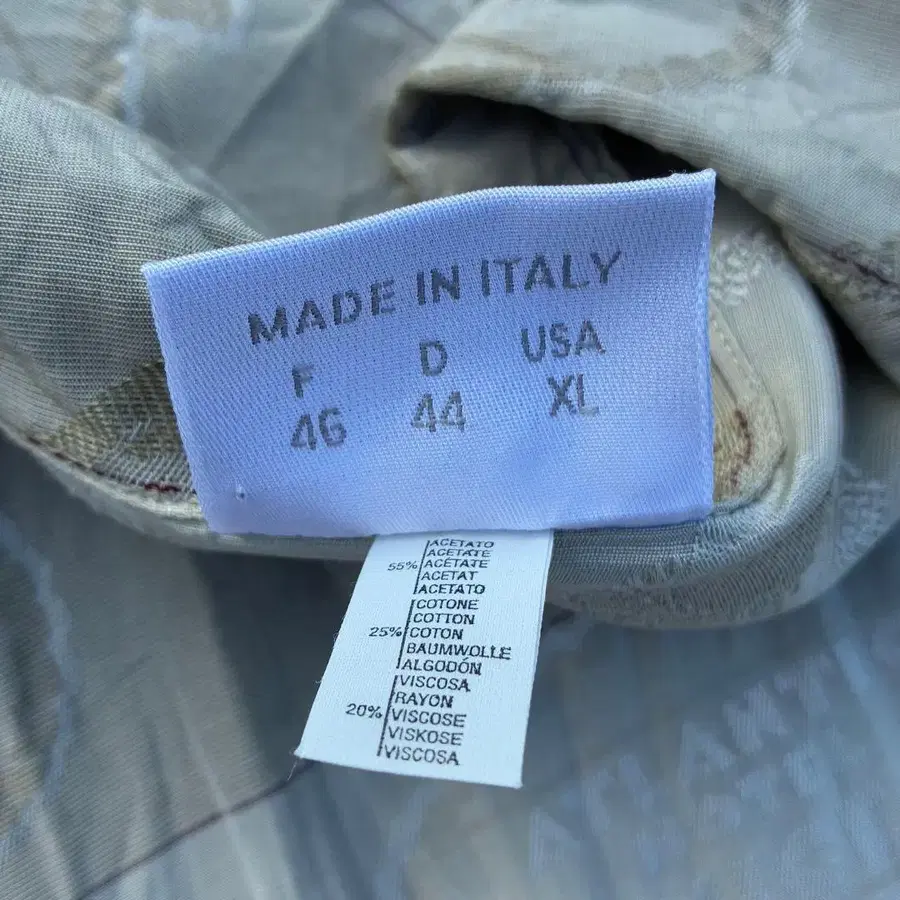 MADE IN ITALY
F D USA
46 44 XL
ACETATO
ACETATE
55% ACÉTATE
ACETAT
ACETATO
COTONE
COTTON
25% COTON
BAUMWOLLE
ALGODÓN
VISCOSA
RAYON
20% VISCOSE
VISKOSE
VISCOSA